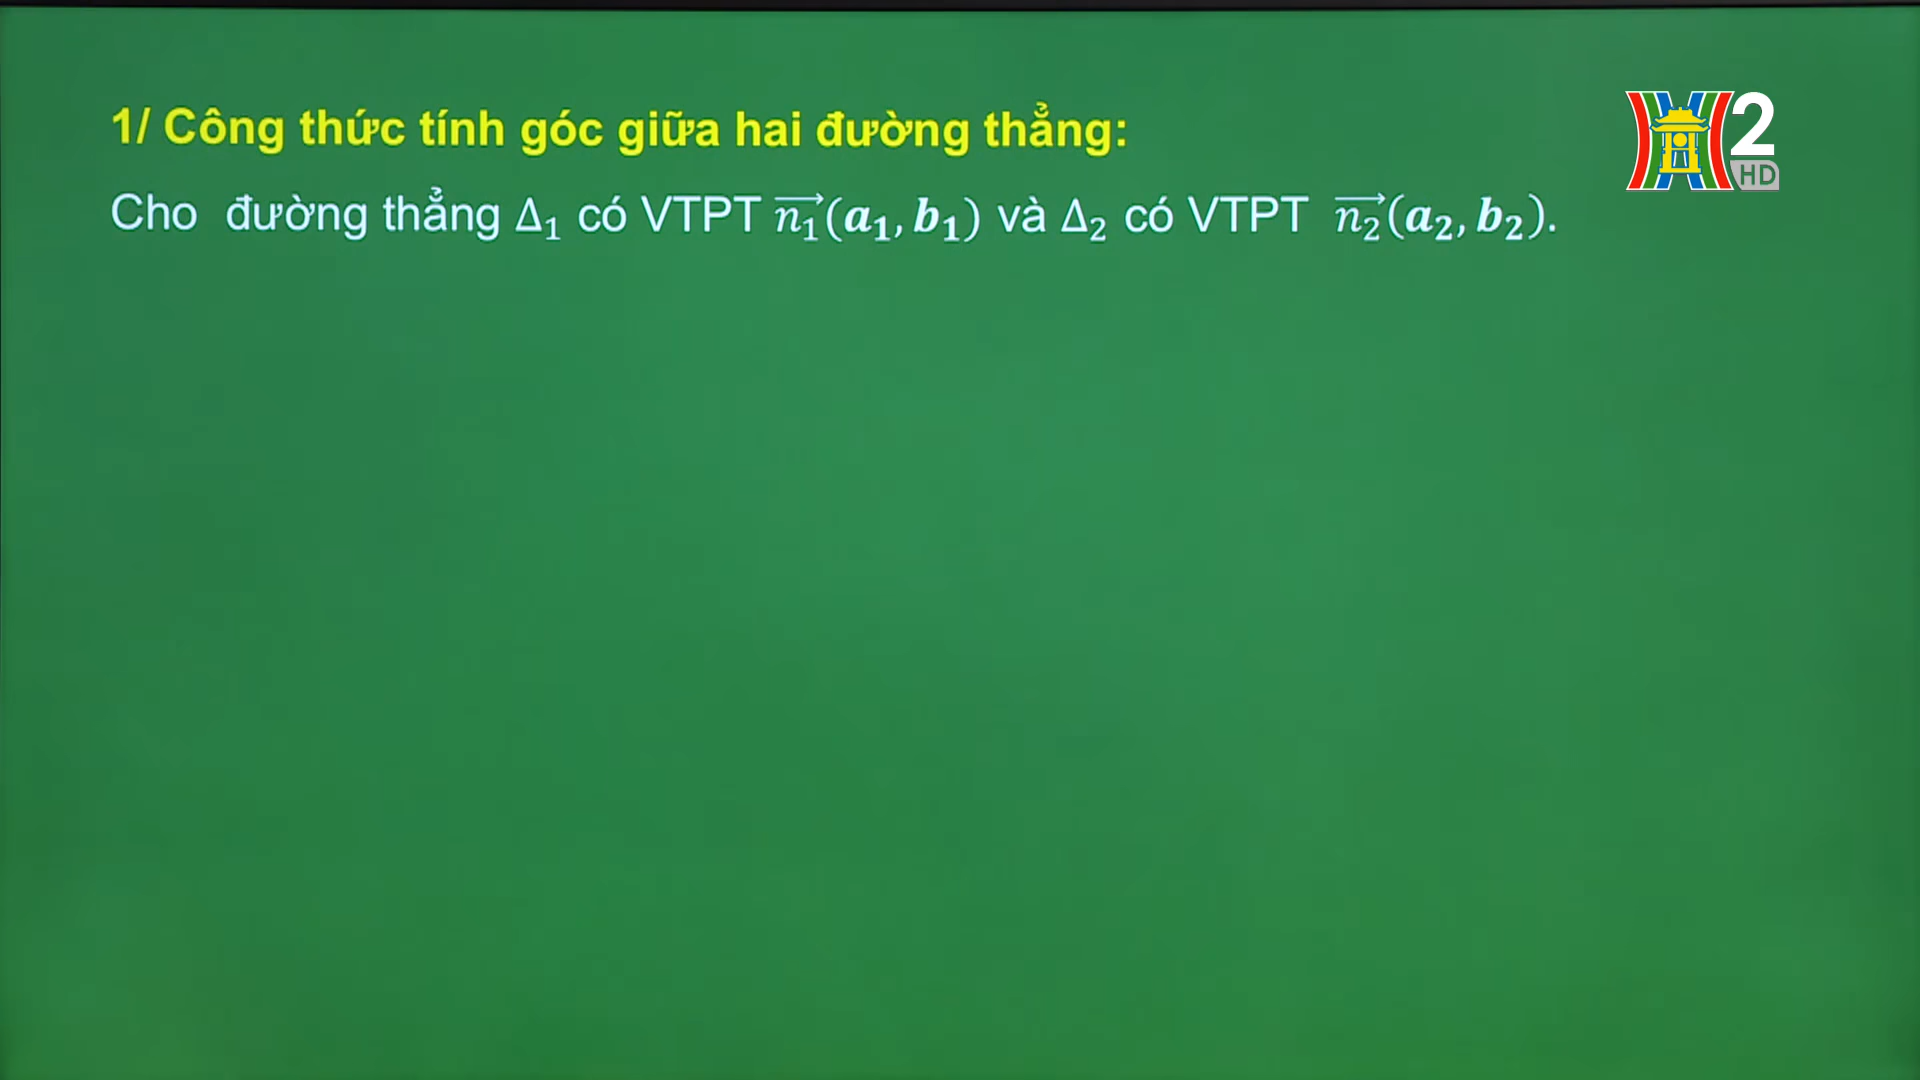 1/ Công thức tính góc giữa hai đường thẳng:
Cho đường thẳng Δ₁ có VTPT n₁⃗(a₁, b₁) và Δ₂ có VTPT n₂⃗(a₂, b₂).
2
HD